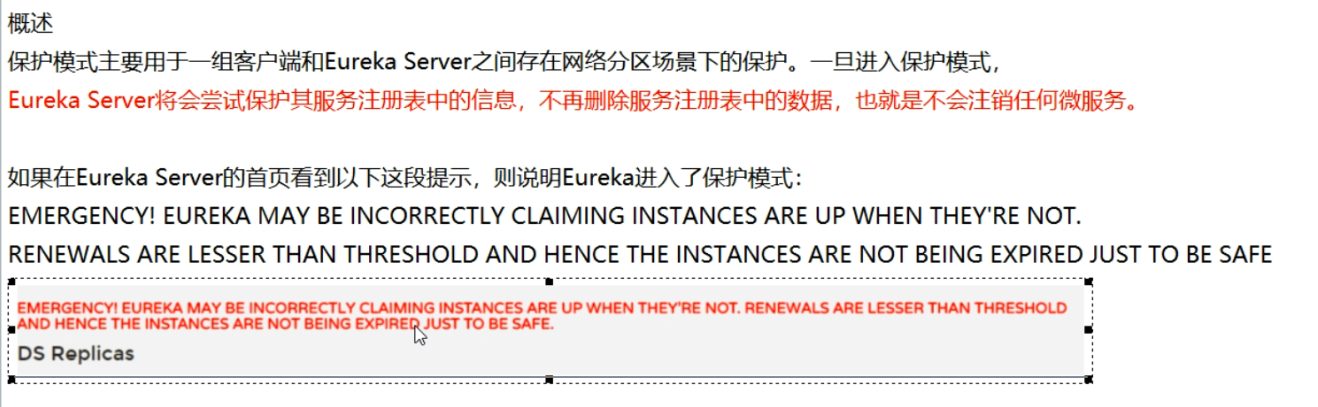 概述
保护模式主要用于一组客户端和Eureka Server之间存在网络分区场景下的保护。一旦进入保护模式，
Eureka Server将会尝试保护其服务注册表中的信息，不再删除服务注册表中的数据，也就是不会注销任何微服务。
如果在Eureka Server的首页看到以下这段提示，则说明Eureka进入了保护模式：
EMERGENCY! EUREKA MAY BE INCORRECTLY CLAIMING INSTANCES ARE UP WHEN THEY'RE NOT.
RENEWALS ARE LESSER THAN THRESHOLD AND HENCE THE INSTANCES ARE NOT BEING EXPIRED JUST TO BE SAFE
EMERGENCY! EUREKA MAY BE INCORRECTLY CLAIMING INSTANCES ARE UP WHEN THEY'RE NOT. RENEWALS ARE LESSER THAN THRESHOLD
AND HENCE THE INSTANCES ARE NOT BEING EXPIRED JUST TO BE SAFE.
DS Replicas